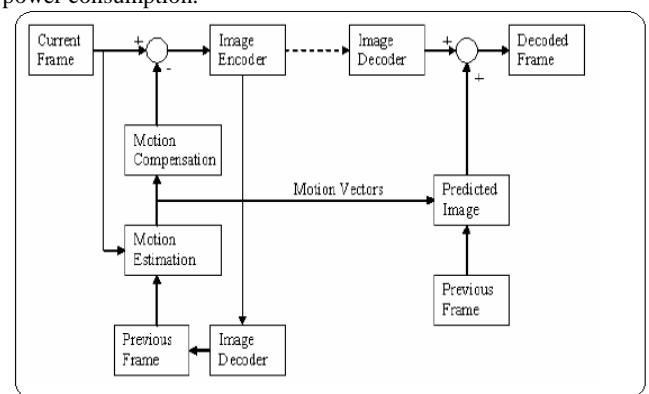 power consumption.
Current
Frame
+
-
Image
Encoder
Image
Decoder
+
+
Decoded
Frame
Motion
Compensation
Motion Vectors
Predicted
Image
Motion
Estimation
Previous
Frame
Previous
Frame
Image
Decoder